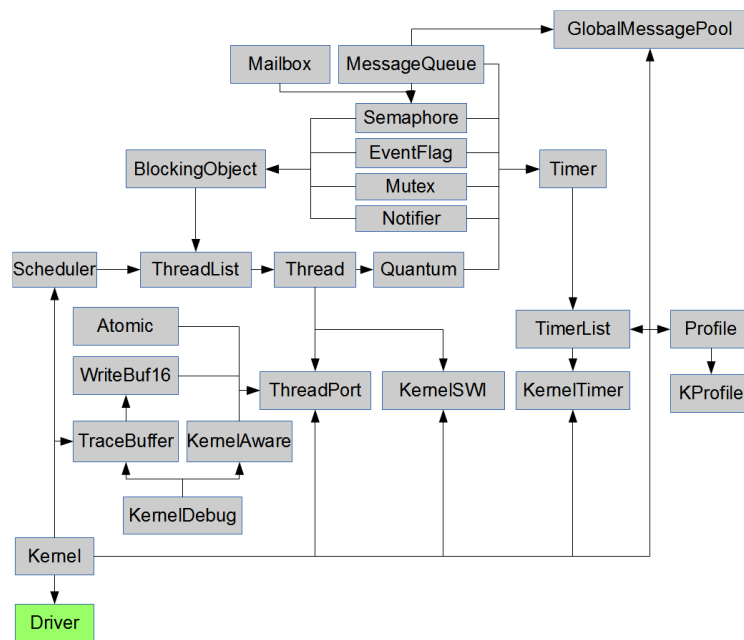 GlobalMessagePool
Mailbox
MessageQueue
Semaphore
EventFlag
BlockingObject
Timer
Mutex
Notifier
Scheduler
ThreadList
Thread
Quantum
Atomic
TimerList
Profile
WriteBuf16
ThreadPort
KernelSWI
KernelTimer
KProfile
TraceBuffer
KernelAware
KernelDebug
Kernel
Driver